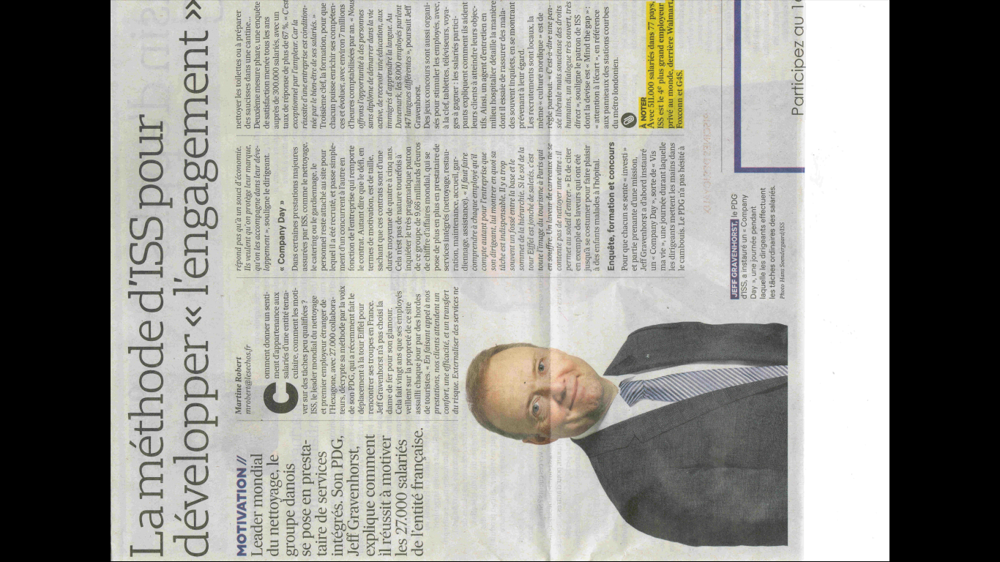 La méthode d'ISS pour
développer « l'engagement »
MOTIVATION //
Leader mondial
du nettoyage, le
groupe danois
se pose en presta-
taire de services
intégrés. Son PDG,
Jeff Gravenhorst,
explique comment
il réussit à motiver
les 27.000 salariés
de l'entité française.
Martine Robert
mrobert@lesechos.fr
Comment donner un senti-
ment d'appartenance aux
salariés d'une entité tenta-
culaire, comment les moti-
ver sur des tâches peu qualifiées ?
ISS, le leader mondial du nettoyage
et premier employeur étranger de
l'Hexagone, avec 27.000 collabora-
teurs, décrypte sa méthode par la voix
de son PDG, qui a récemment fait le
déplacement à la tour Eiffel pour
rencontrer ses troupes en France.
Jeff Gravenhorst n'a pas choisi la
dame de fer pour son glamour.
Cela fait vingt ans que ses employés
veillent sur la propreté de ce site
assailli chaque jour par des hordes
de touristes. « En faisant appel à nos
prestations, nos clients attendent un
confort, une efficacité, et un transfert
du risque. Externaliser des services ne
répond pas qu'à un souci d'économie.
Ils veulent qu'on protège leur marque,
qu'on les accompagne dans leur déve-
loppement », souligne le dirigeant.
« Company Day »
Dans certaines prestations majeures
assurées par ISS, comme le nettoyage,
le catering ou le gardiennage, le
personnel reste attaché au site pour
lequel il a été recruté, et passe simple-
ment d'un concurrent à l'autre en
fonction de l'entreprise qui remporte
le contrat. Autant dire que le défi, en
termes de motivation, est de taille,
sachant que ces contrats sont d'une
durée moyenne de quatre à cinq ans.
Cela n'est pas de nature toutefois à
inquiéter le très pragmatique patron
de ce groupe de 9,66 milliards d'euros
de chiffre d'affaires mondial, qui se
pose de plus en plus en prestataire de
services intégrés (nettoyage, restau-
ration, maintenance, accueil, gar-
diennage, assistance). « Il faut faire
comprendre à chaque employé qu'il
compte autant pour l'entreprise que
son dirigeant, lui montrer en quoi sa
tâche est indispensable. Il y a trop
souvent un fossé entre la base et le
sommet de la hiérarchie. Si le sol de la
tour Eiffel est jonché de saletés, c'est
toute l'image du tourisme à Paris qui
en souffre. Un laveur de carreaux ne se
contente pas de nettoyer une vitre : il
permet au soleil d'entrer. » Et de citer
en exemple des laveurs qui ont été
jusqu'à se costumer pour faire plaisir
à des enfants malades à l'hôpital.
Enquête, formation et concours
Pour que chacun se sente « investi »
et partie prenante d'une mission,
Jeff Gravenhorst a d'abord instauré
un « Company Day », sorte de « Vis
ma vie », une journée durant laquelle
les dirigeants mettent les mains dans
le cambouis. Le PDG n'a pas hésité à
nettoyer les toilettes ou à préparer
des saucisses dans une cantine...
Deuxième mesure phare, une enquête
de satisfaction menée tous les ans
auprès de 300.000 salariés, avec un
taux de réponse de plus de 67 %. « C'est
exceptionnel par l'ampleur. Car la
réussite d'une entreprise est condition-
née par le bien-être de ses salariés. »
Troisième clef, la formation, pour que
chacun puisse enrichir ses compéten-
ces et évoluer, avec environ 7 millions
d'heures comptabilisées par an. « Nous
offrons l'opportunité à des personnes
sans diplôme de démarrer dans la vie
active, de recevoir une éducation, aux
immigrés d'apprendre la langue. Au
Danemark, les 8.000 employés parlent
147 langues différentes », poursuit Jeff
Gravenhorst.
Des jeux concours sont aussi organi-
sés pour stimuler les employés, avec,
à la clef, tablettes, téléviseurs, voya-
ges à gagner : les salariés partici-
pants expliquent comment ils aident
leurs clients à atteindre leurs objec-
tifs. Ainsi, un agent d'entretien en
milieu hospitalier détaille la manière
dont il essaie de rassurer des mala-
des souvent inquiets, en se montrant
prévenant à leur égard.
Les recrutements sont locaux, la
même « culture nordique » est de
règle partout. « C'est-à-dire une pen-
sée libérale mais soucieuse des droits
humains, un dialogue très ouvert, très
direct », souligne le patron de ISS
dont la devise est « Mind the gap » :
« attention à l'écart », en référence
aux panneaux des stations courbes
du métro londonien.
À NOTER
Avec 511.000 salariés dans 77 pays,
ISS est le 4e plus grand employeur
privé au monde, derrière Walmart,
Foxconn et G4S.
JEFF GRAVENHORST, le PDG
d'ISS, a instauré un « Company
Day », une journée pendant
laquelle les dirigeants effectuent
les tâches ordinaires des salariés.
Photo Hans Søndergaard/ISS
Participez au